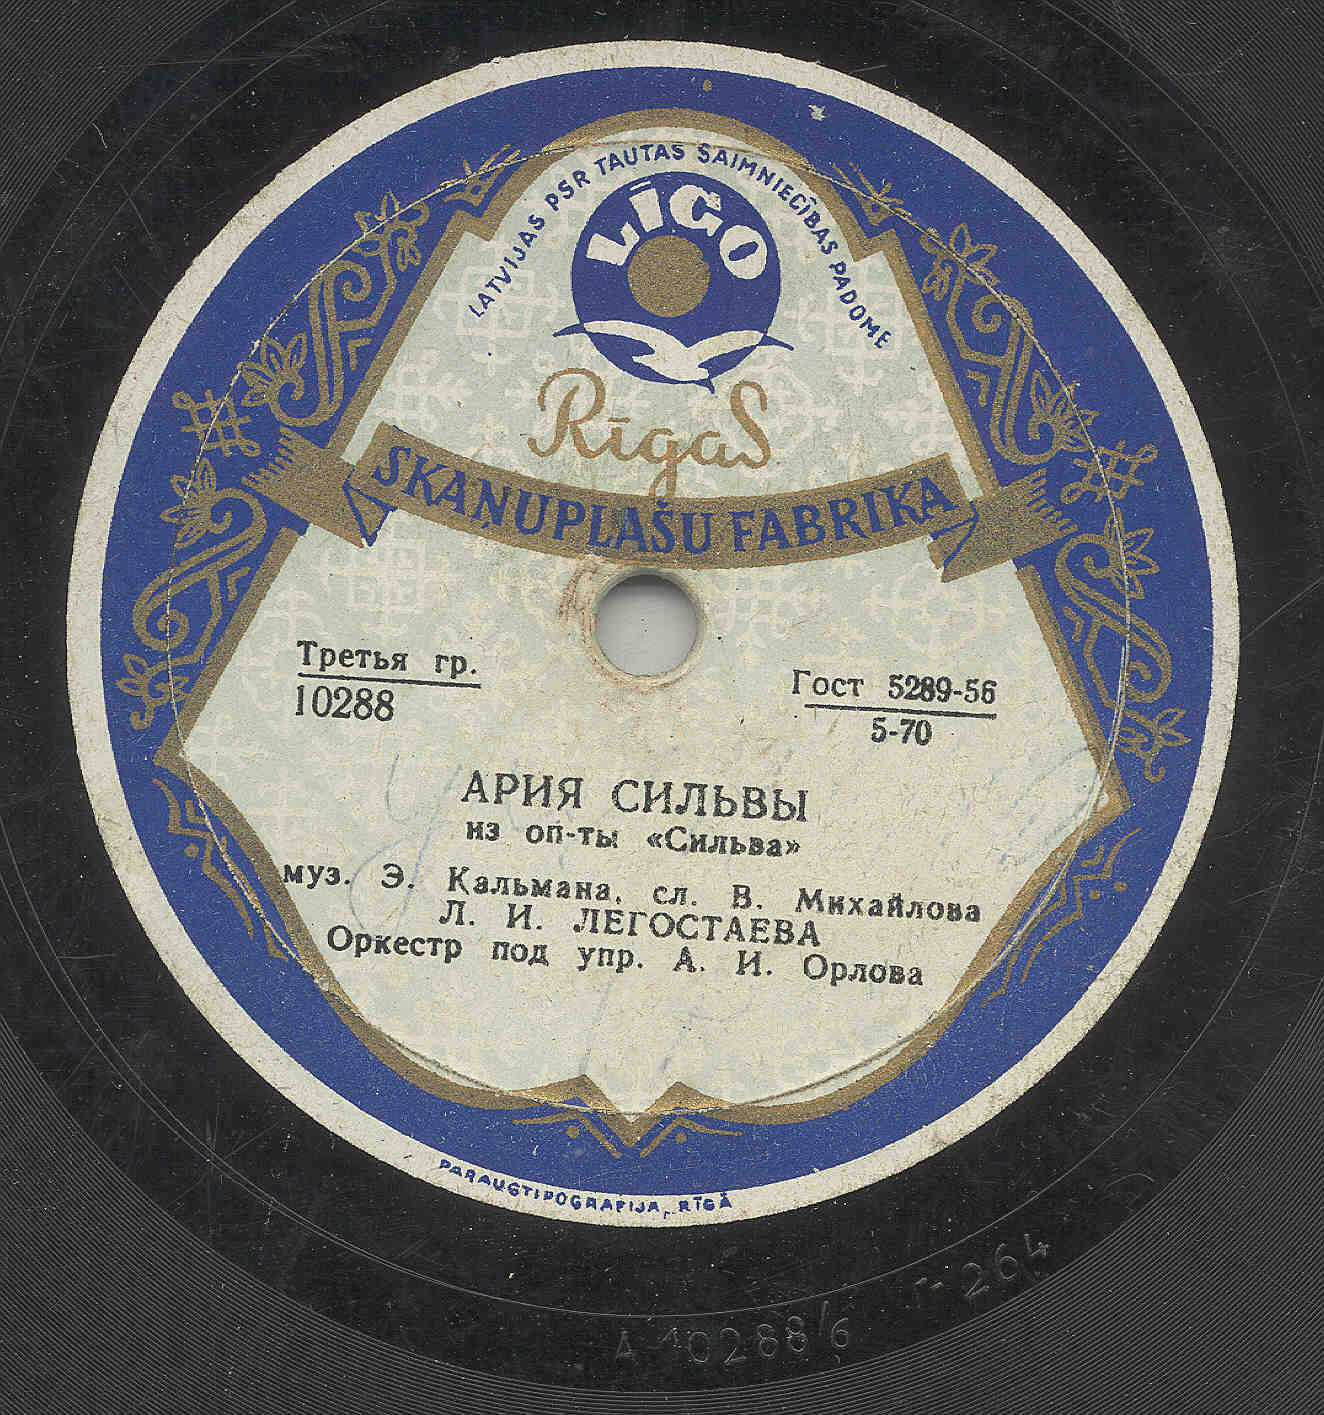 LATVIJAS PSR TAUTAS SAIMNIECĪBAS PADOME
LĪGO
Rīgas
SKAŅUPLAŠU FABRIKA
Третья гр.
10288
Гост 5289-56
5-70
АРИЯ СИЛЬВЫ
из оп-ты «Сильва»
муз. Э. Кальмана, сл. В. Михайлова
Л. И. ЛЕГОСТАЕВА
Оркестр под упр. А. И. Орлова
PARAUGTIPOGRAFIJA, RĪGĀ
A 10288/6
264